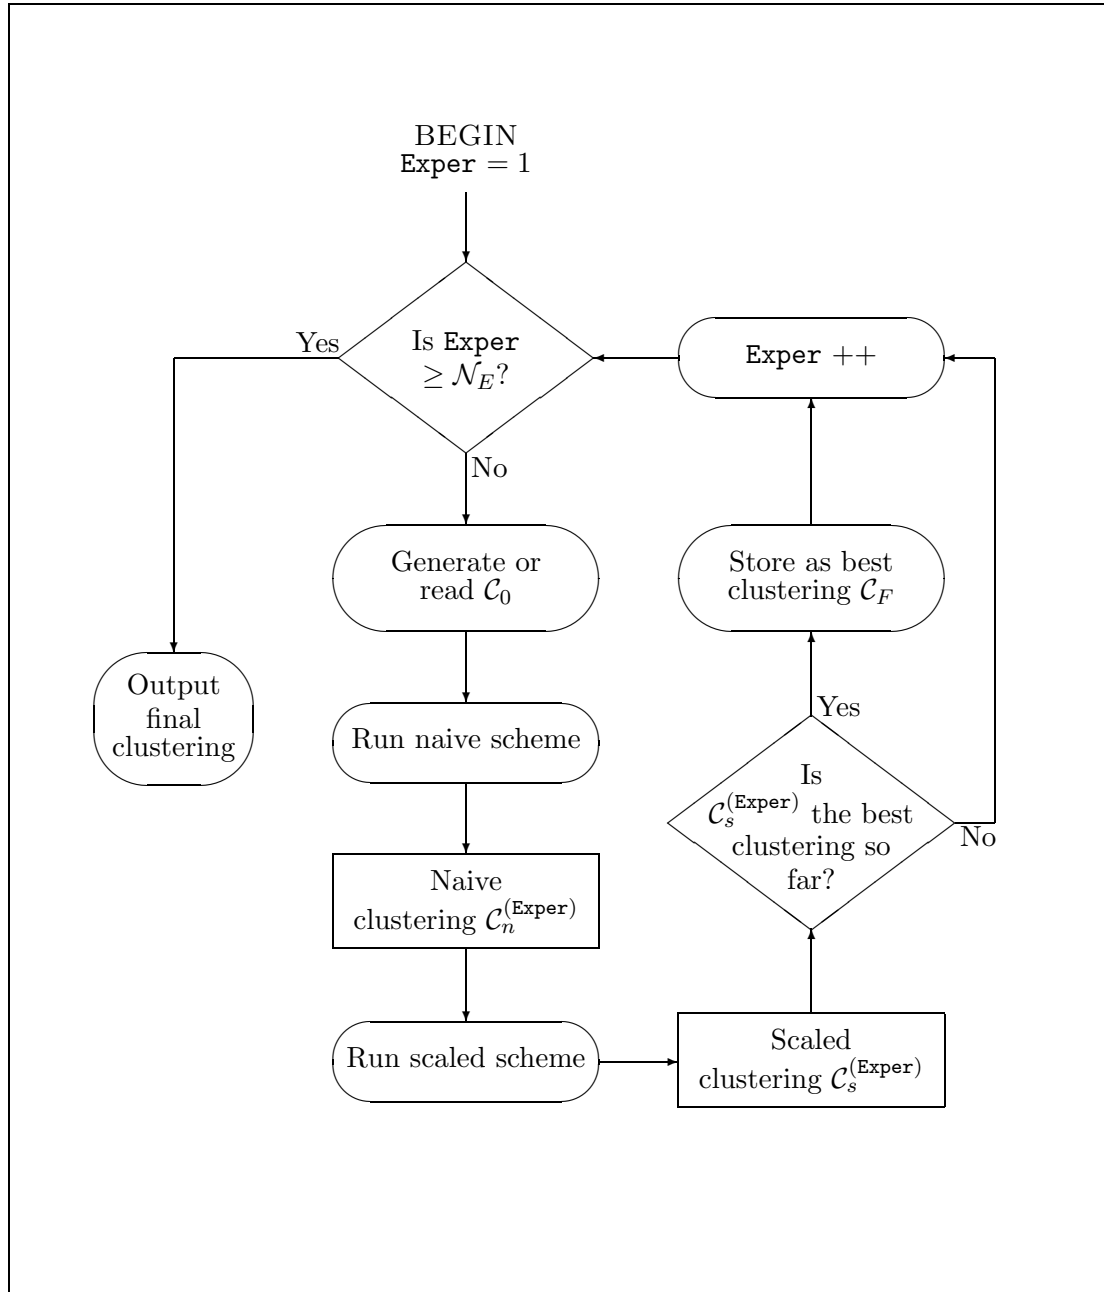 BEGIN
Exper = 1
Is Exper
≥ 𝒩_E?
Yes
No
Exper ++
Generate or
read 𝒞_0
Store as best
clustering 𝒞_F
Output
final
clustering
Run naive scheme
Yes
Is
𝒞_s^(Exper) the best
clustering so
far?
No
Naive
clustering 𝒞_n^(Exper)
Run scaled scheme
Scaled
clustering 𝒞_s^(Exper)